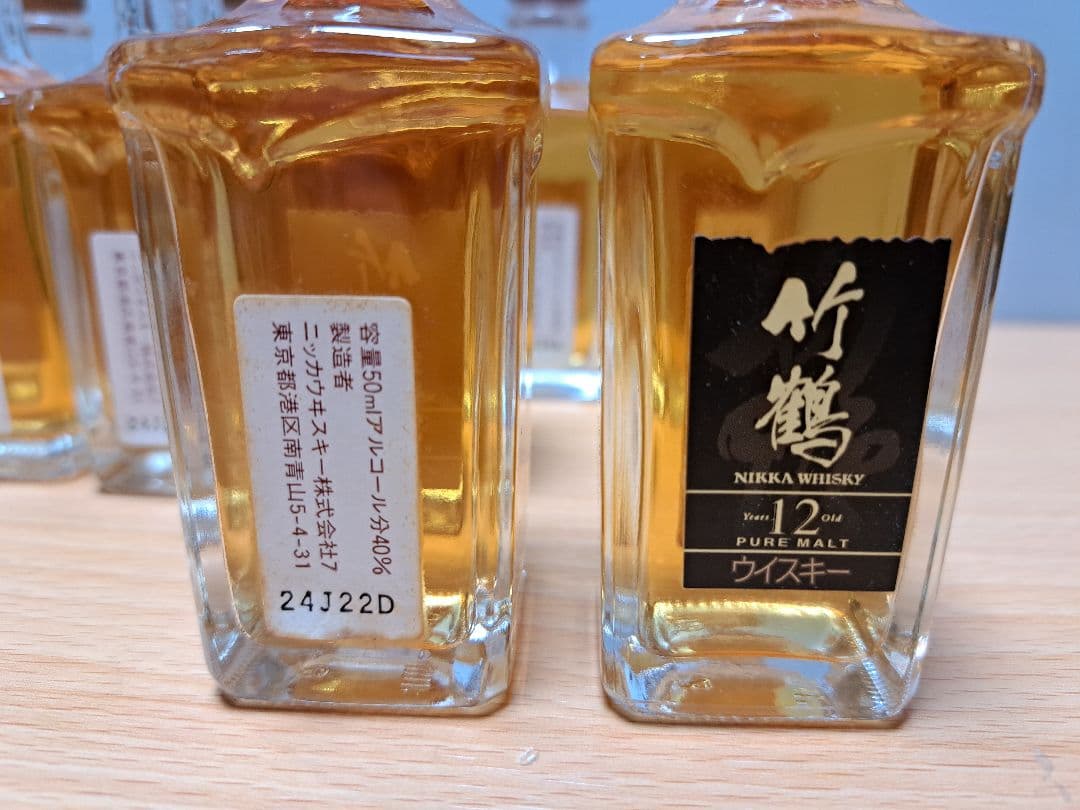 容量50mlアルコール分40%
製造者
ニッカウヰスキー株式会社7
東京都港区南青山5-4-31
24J22D
竹鶴
NIKKA WHISKY
Years 12 Old
PURE MALT
ウイスキー